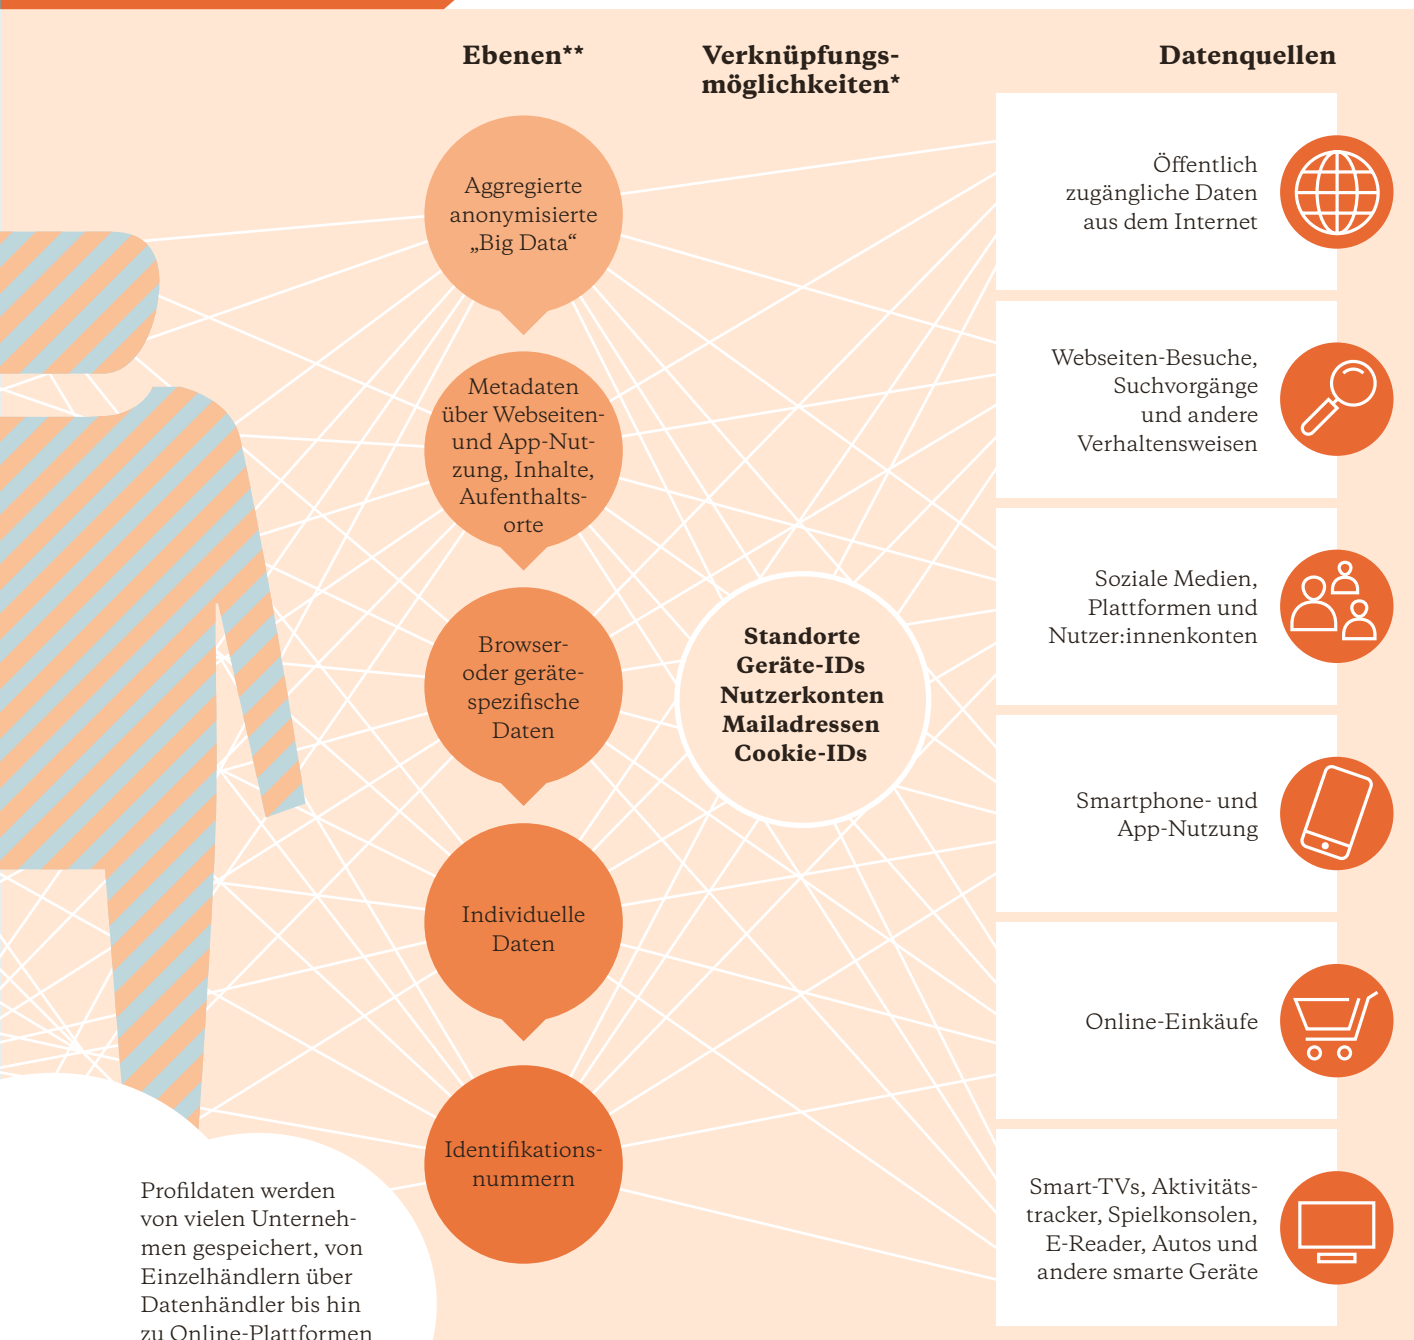 Ebenen**
Verknüpfungs-
möglichkeiten*
Datenquellen
Aggregierte
anonymisierte
„Big Data“
Metadaten
über Webseiten-
und App-Nut-
zung, Inhalte,
Aufenthalts-
orte
Browser-
oder geräte-
spezifische
Daten
Individuelle
Daten
Identifikations-
nummern
Standorte
Geräte-IDs
Nutzerkonten
Mailadressen
Cookie-IDs
Öffentlich
zugängliche Daten
aus dem Internet
Webseiten-Besuche,
Suchvorgänge
und andere
Verhaltensweisen
Soziale Medien,
Plattformen und
Nutzer:innenkonten
Smartphone- und
App-Nutzung
Online-Einkäufe
Smart-TVs, Aktivitäts-
tracker, Spielkonsolen,
E-Reader, Autos und
andere smarte Geräte
Profildaten werden
von vielen Unterneh-
men gespeichert, von
Einzelhändlern über
Datenhändler bis hin
zu Online-Plattformen